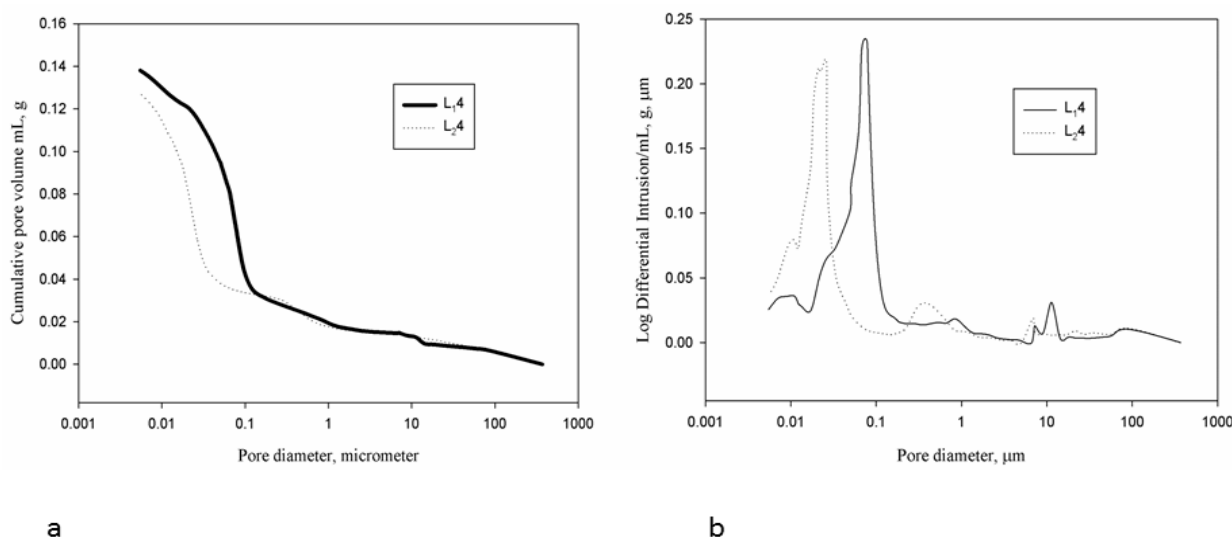 0.16
0.14
0.12
0.10
0.08
0.06
0.04
0.02
0.00
Cumulative pore volume mL, g
0.001 0.01 0.1 1 10 100 1000
Pore diameter, micrometer
L₁4
L₂4
a
0.25
0.20
0.15
0.10
0.05
0.00
Log Differential Intrusion/mL, g, μm
0.001 0.01 0.1 1 10 100 1000
Pore diameter, μm
L₁4
L₂4
b